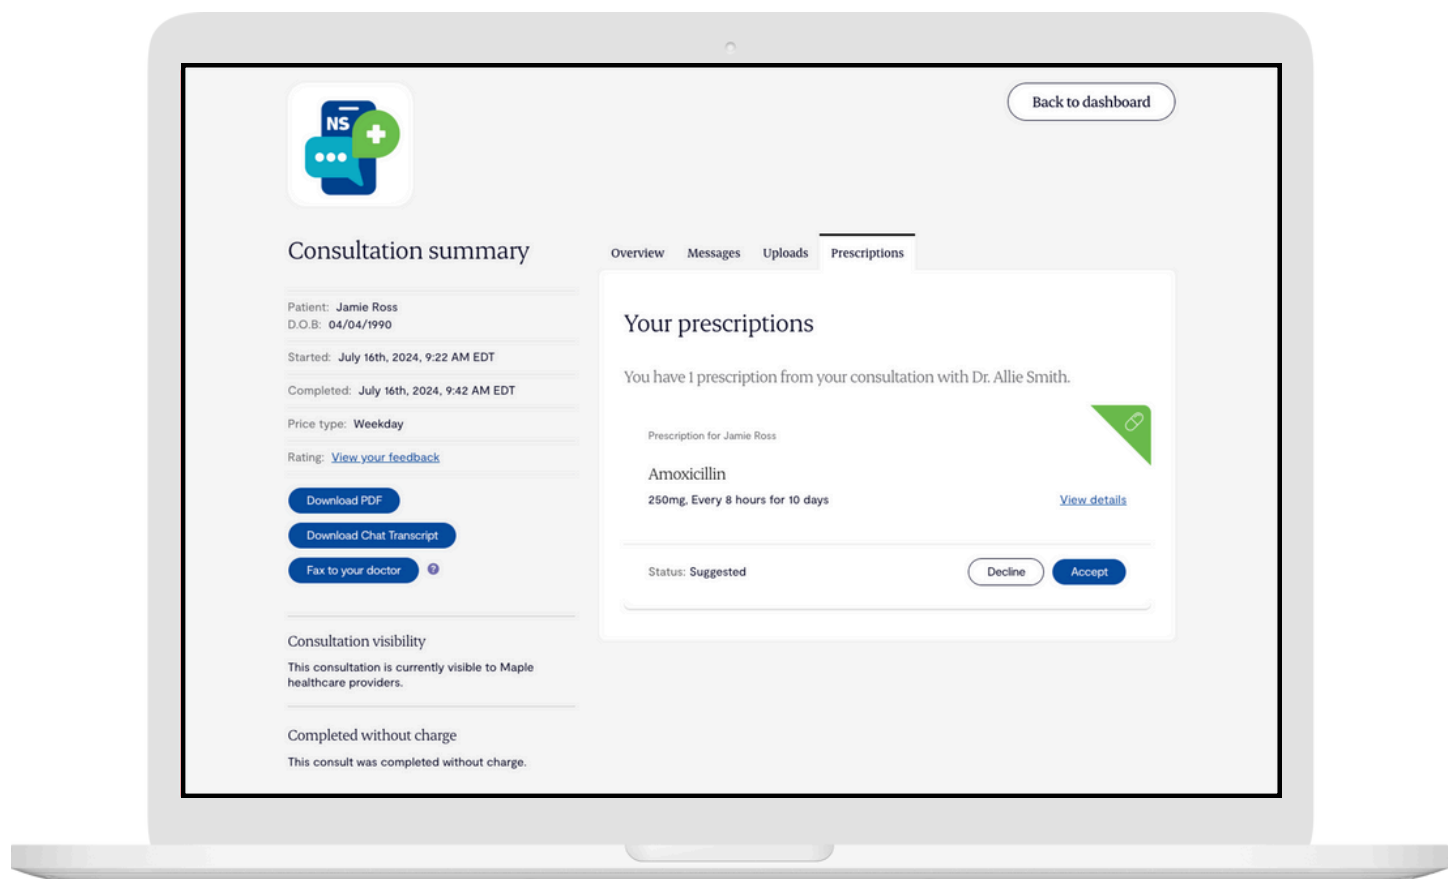 NS
Back to dashboard
Consultation summary
Patient: Jamie Ross
D.O.B: 04/04/1990
Started: July 16th, 2024, 9:22 AM EDT
Completed: July 16th, 2024, 9:42 AM EDT
Price type: Weekday
Rating: View your feedback
Download PDF
Download Chat Transcript
Fax to your doctor ?
Consultation visibility
This consultation is currently visible to Maple
healthcare providers.
Completed without charge
This consult was completed without charge.
Overview Messages Uploads Prescriptions
Your prescriptions
You have 1 prescription from your consultation with Dr. Allie Smith.
Prescription for Jamie Ross
Amoxicillin
250mg, Every 8 hours for 10 days View details
Status: Suggested Decline Accept